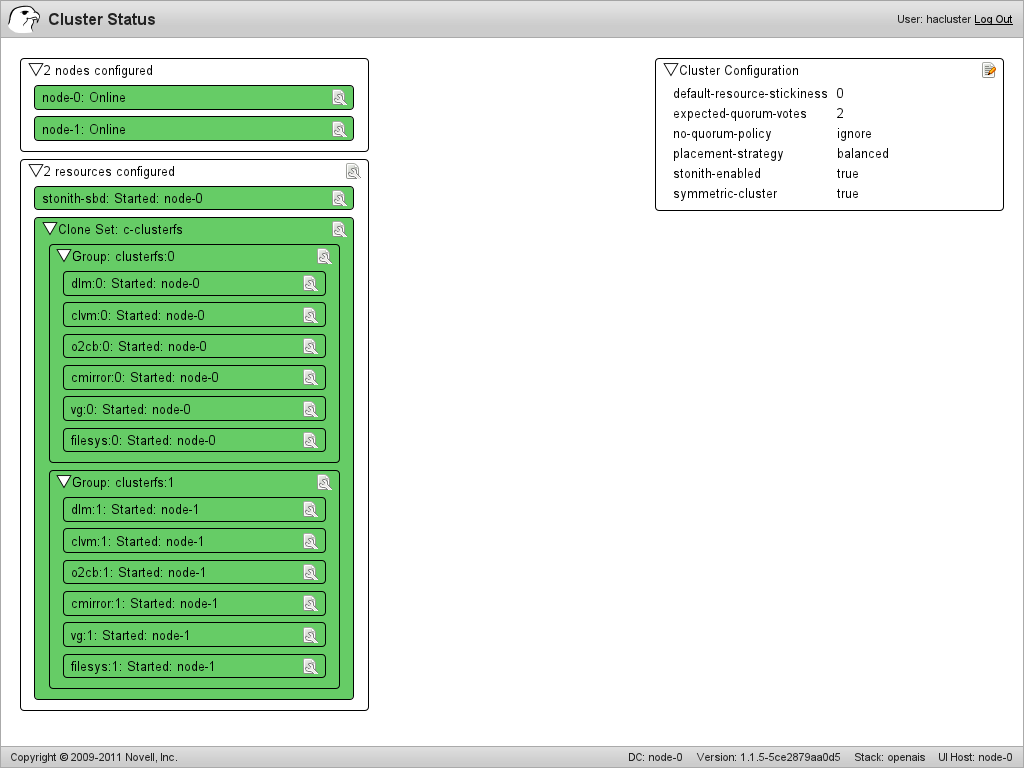 Cluster Status
User: hacluster Log Out
2 nodes configured
node-0: Online
node-1: Online
2 resources configured
stonith-sbd: Started: node-0
Clone Set: c-clusterfs
Group: clusterfs:0
dlm:0: Started: node-0
clvm:0: Started: node-0
o2cb:0: Started: node-0
cmirror:0: Started: node-0
vg:0: Started: node-0
filesys:0: Started: node-0
Group: clusterfs:1
dlm:1: Started: node-1
clvm:1: Started: node-1
o2cb:1: Started: node-1
cmirror:1: Started: node-1
vg:1: Started: node-1
filesys:1: Started: node-1
Cluster Configuration
default-resource-stickiness 0
expected-quorum-votes 2
no-quorum-policy ignore
placement-strategy balanced
stonith-enabled true
symmetric-cluster true
Copyright © 2009-2011 Novell, Inc.
DC: node-0 Version: 1.1.5-5ce2879aa0d5 Stack: openais UI Host: node-0